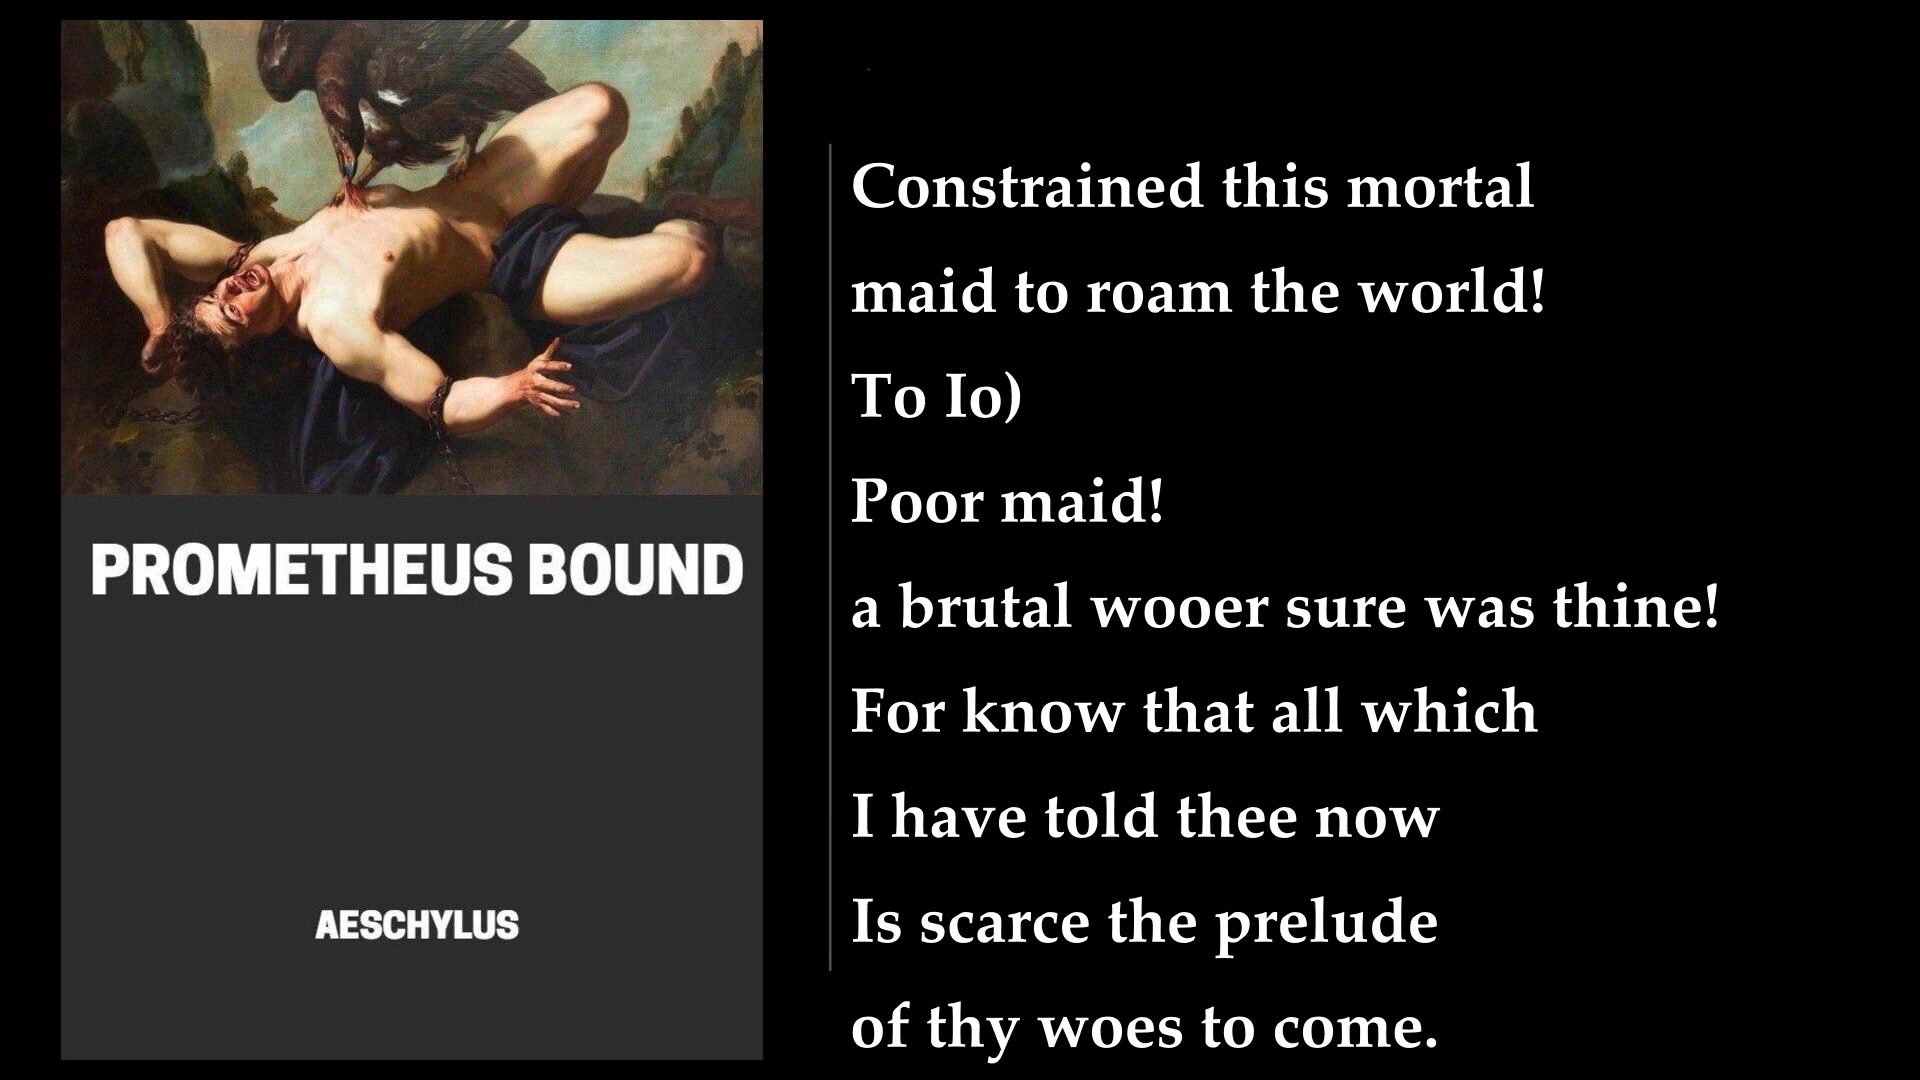 PROMETHEUS BOUND
AESCHYLUS
Constrained this mortal
maid to roam the world!
To Io)
Poor maid!
a brutal wooer sure was thine!
For know that all which
I have told thee now
Is scarce the prelude
of thy woes to come.